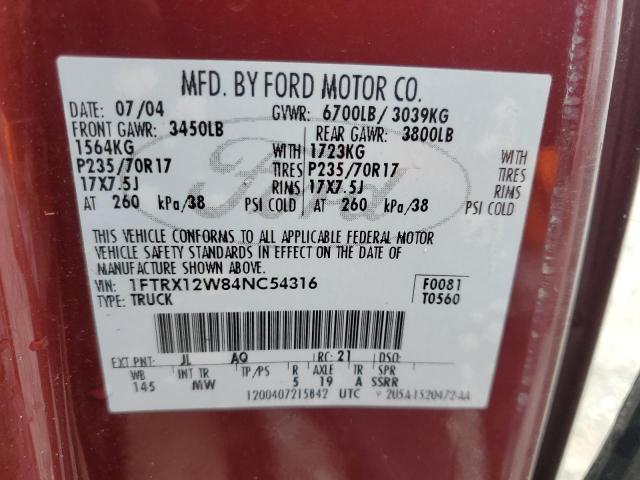 MFD. BY FORD MOTOR CO.
DATE: 07/04 GVWR: 6700LB/ 3039KG
FRONT GAWR: 3450LB REAR GAWR: 3800LB
1564KG WITH 1723KG WITH
P235/70R17 TIRES P235/70R17 TIRES
17X7.5J RIMS 17X7.5J RIMS
AT 260 kPa/38 PSI COLD AT 260 kPa/38 PSI COLD
Ford
THIS VEHICLE CONFORMS TO ALL APPLICABLE FEDERAL MOTOR
VEHICLE SAFETY STANDARDS IN EFFECT ON THE DATE OF
MANUFACTURE SHOWN ABOVE.
VIN: 1FTRX12W84NC54316 F0081
TYPE: TRUCK T0560
EXT PNT: JL AQ RC: 21 DSO:
WB INT TR TP/PS R AXLE TR SPR
145 MW 5 19 A SSRR
1200407215842 UTC